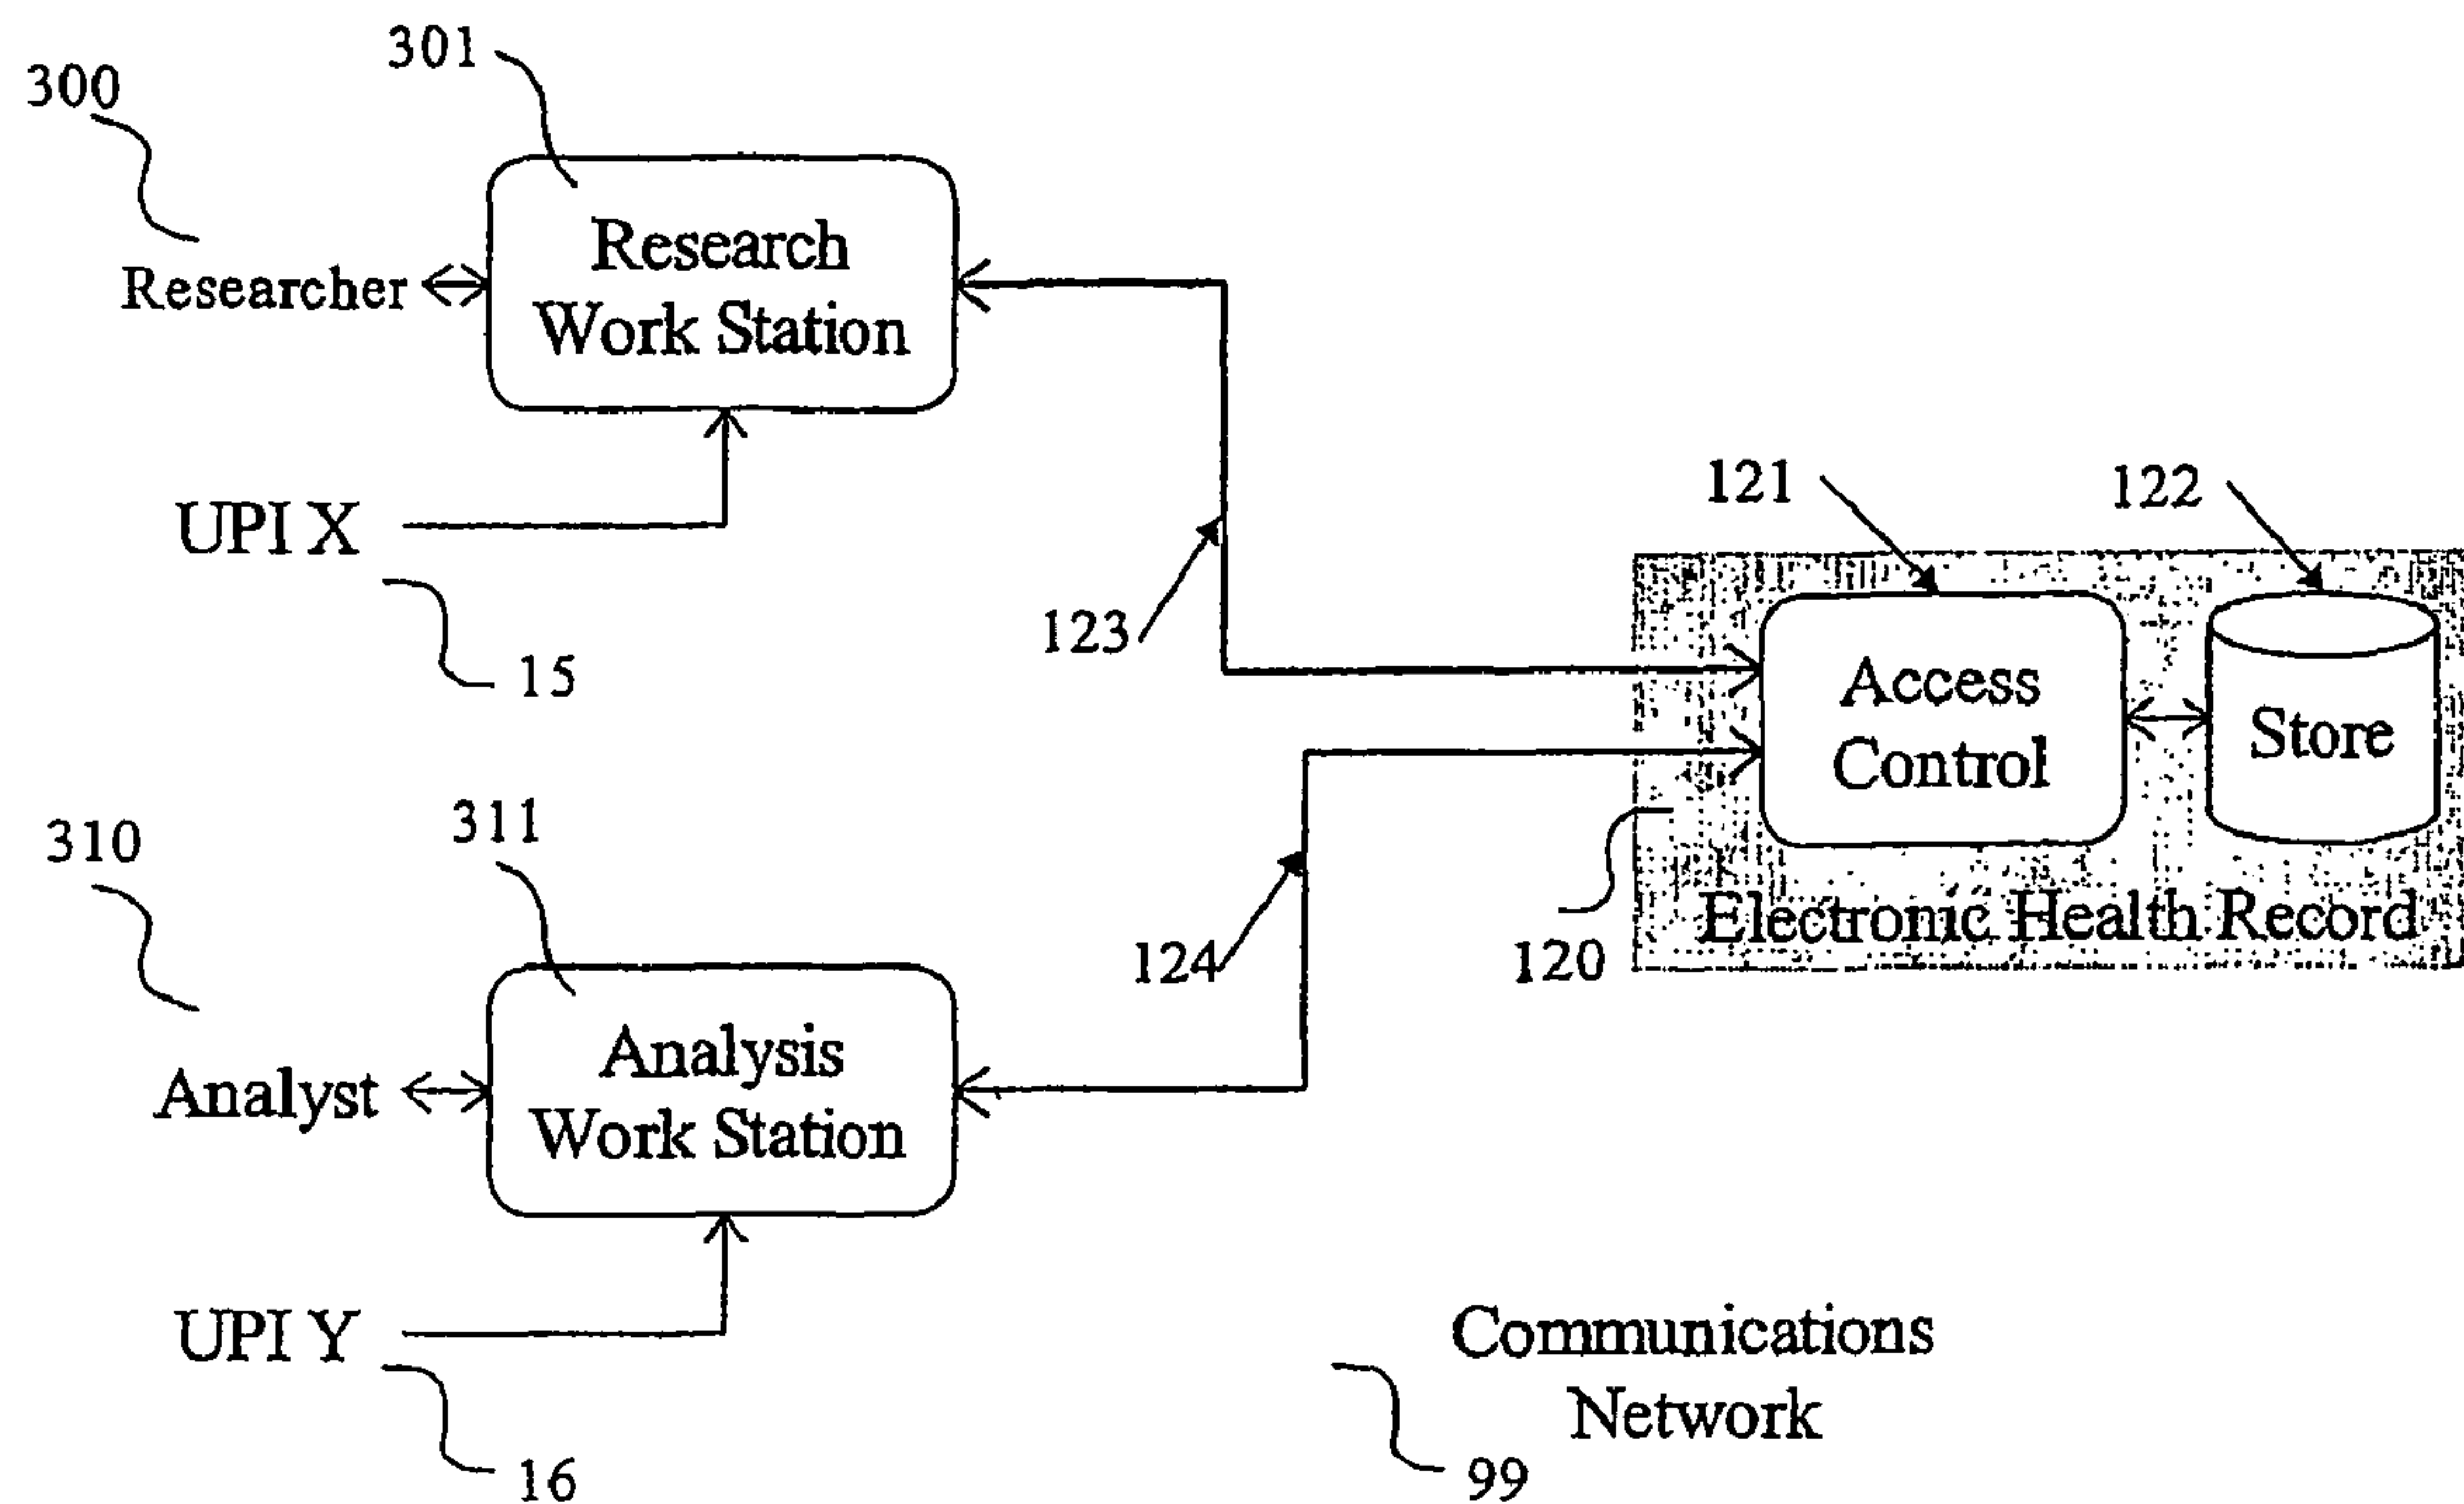 301
300
Research
Work Station
Researcher
UPI X
15
123
121
122
Access
Control
Store
Electronic Health Record
120
124
310
311
Analysis
Work Station
Analyst
UPI Y
16
Communications
Network
99